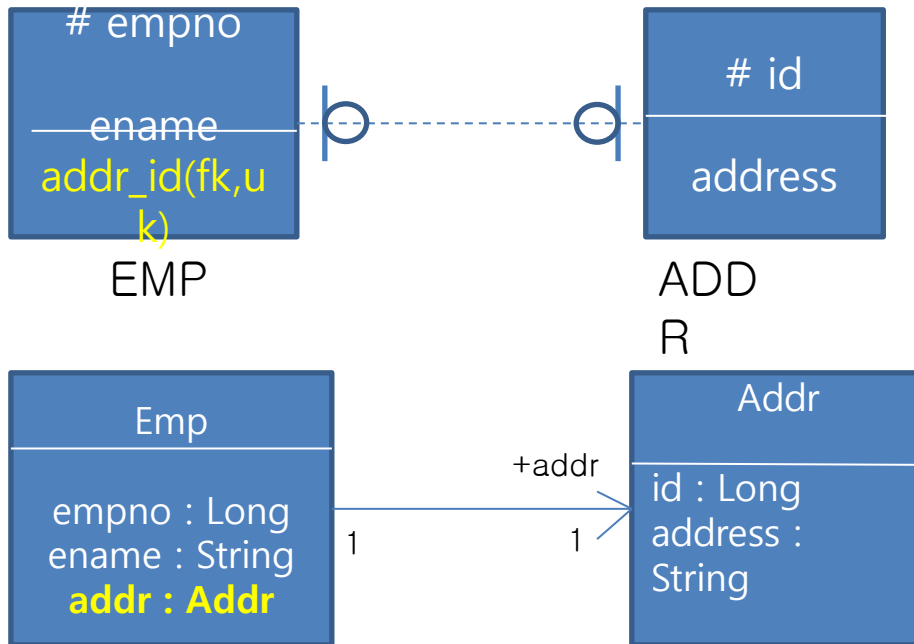 # empno
ename
addr_id(fk,u
k)
# id
address
EMP
ADD
R
Emp
empno : Long
ename : String
addr : Addr
+addr
1
1
Addr
id : Long
address :
String